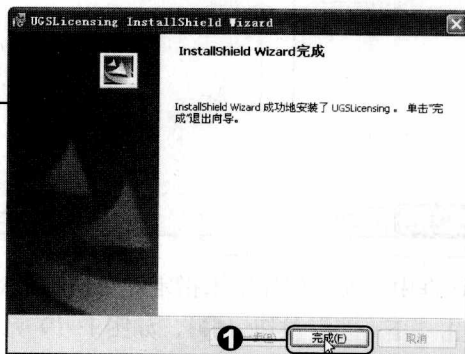 UGSLicensing InstallShield Wizard
InstallShield Wizard完成
InstallShield Wizard 成功地安装了 UGSLicensing 。 单击"完
成"退出向导。
1
完成(F)
取消